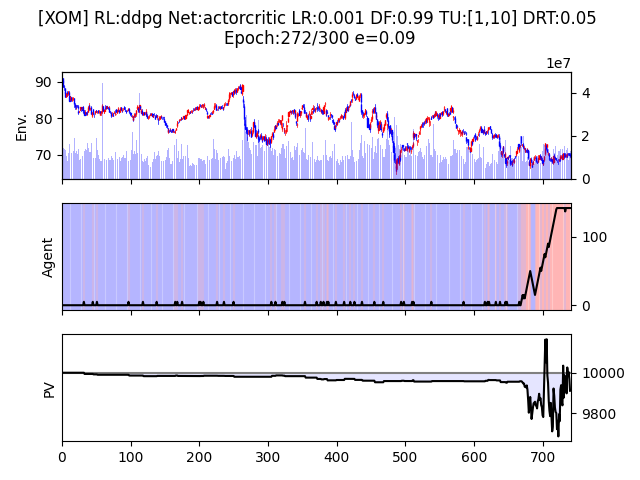 [XOM] RL:ddpg Net:actorcritic LR:0.001 DF:0.99 TU:[1,10] DRT:0.05
Epoch:272/300 e=0.09
1e7
90
80
70
Env.
4
2
0
Agent
100
0
PV
10000
9800
0 100 200 300 400 500 600 700